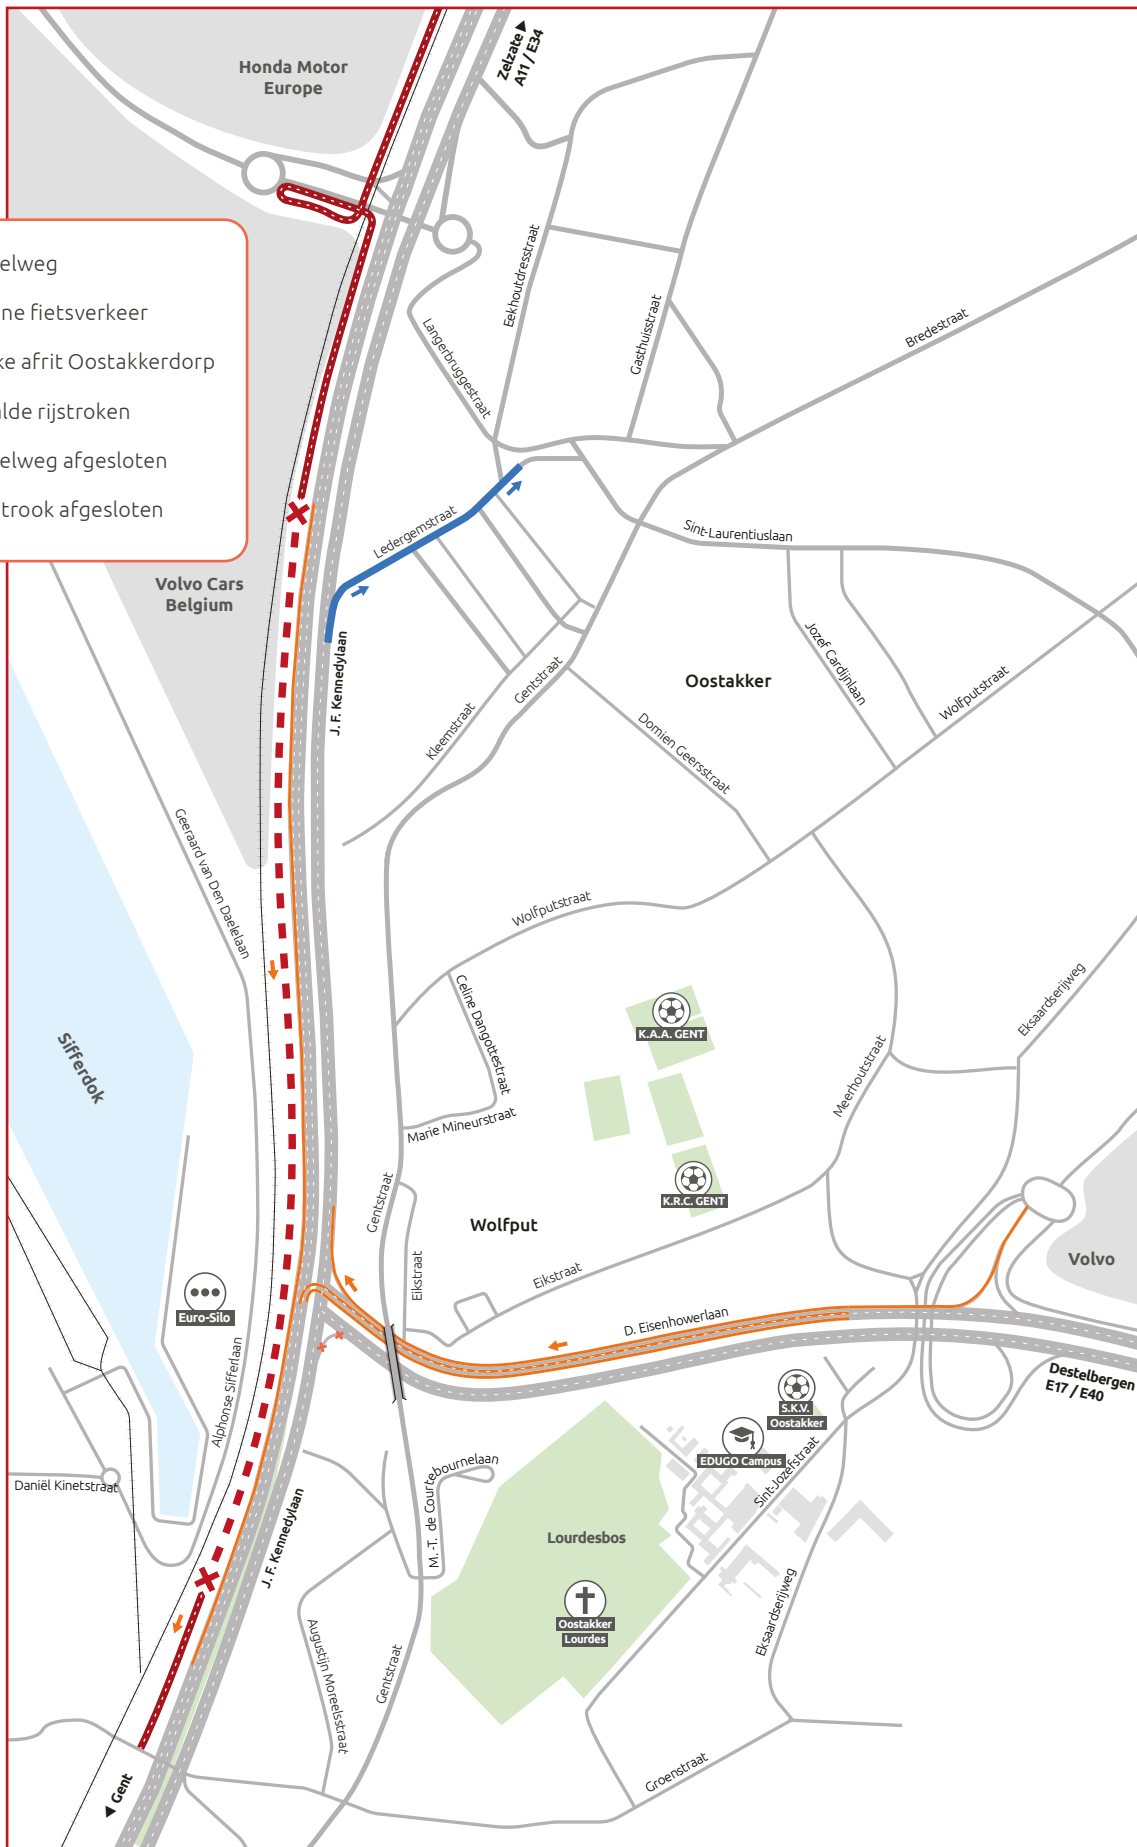 Honda Motor
Europe
Zelzate
A11 / E34
elweg
ne fietsverkeer
ke afrit Oostakkerdorp
alde rijstroken
elweg afgesloten
trook afgesloten
Eekhoutdresstraat
Langerbruggestraat
Gasthuisstraat
Bredestraat
Ledergemstraat
Sint-Laurentiuslaan
Volvo Cars
Belgium
J. F. Kennedylaan
Kleemstraat
Gentstraat
Oostakker
Jozef Cardijnlaan
Wolfputstraat
Domien Geersstraat
Geeraard van Den Daelelaan
Wolfputstraat
Celine Dangottestraat
K.A.A. GENT
Eksaardserijweg
Sifferdok
Meerhoutstraat
Marie Mineurstraat
K.R.C. GENT
Gentstraat
Wolfput
Eikstraat
Eikstraat
Volvo
Euro-Silo
D. Eisenhowerlaan
Alphonse Sifferlaan
Destelbergen
E17 / E40
S.K.V.
Oostakker
EDUGO Campus
Sint-Jozefstraat
Daniël Kinetstraat
M.-T. de Courtebournelaan
J. F. Kennedylaan
Lourdesbos
Oostakker
Lourdes
Eksaardserijweg
Augustijn Moreelsstraat
Gentstraat
Groenstraat
Gent